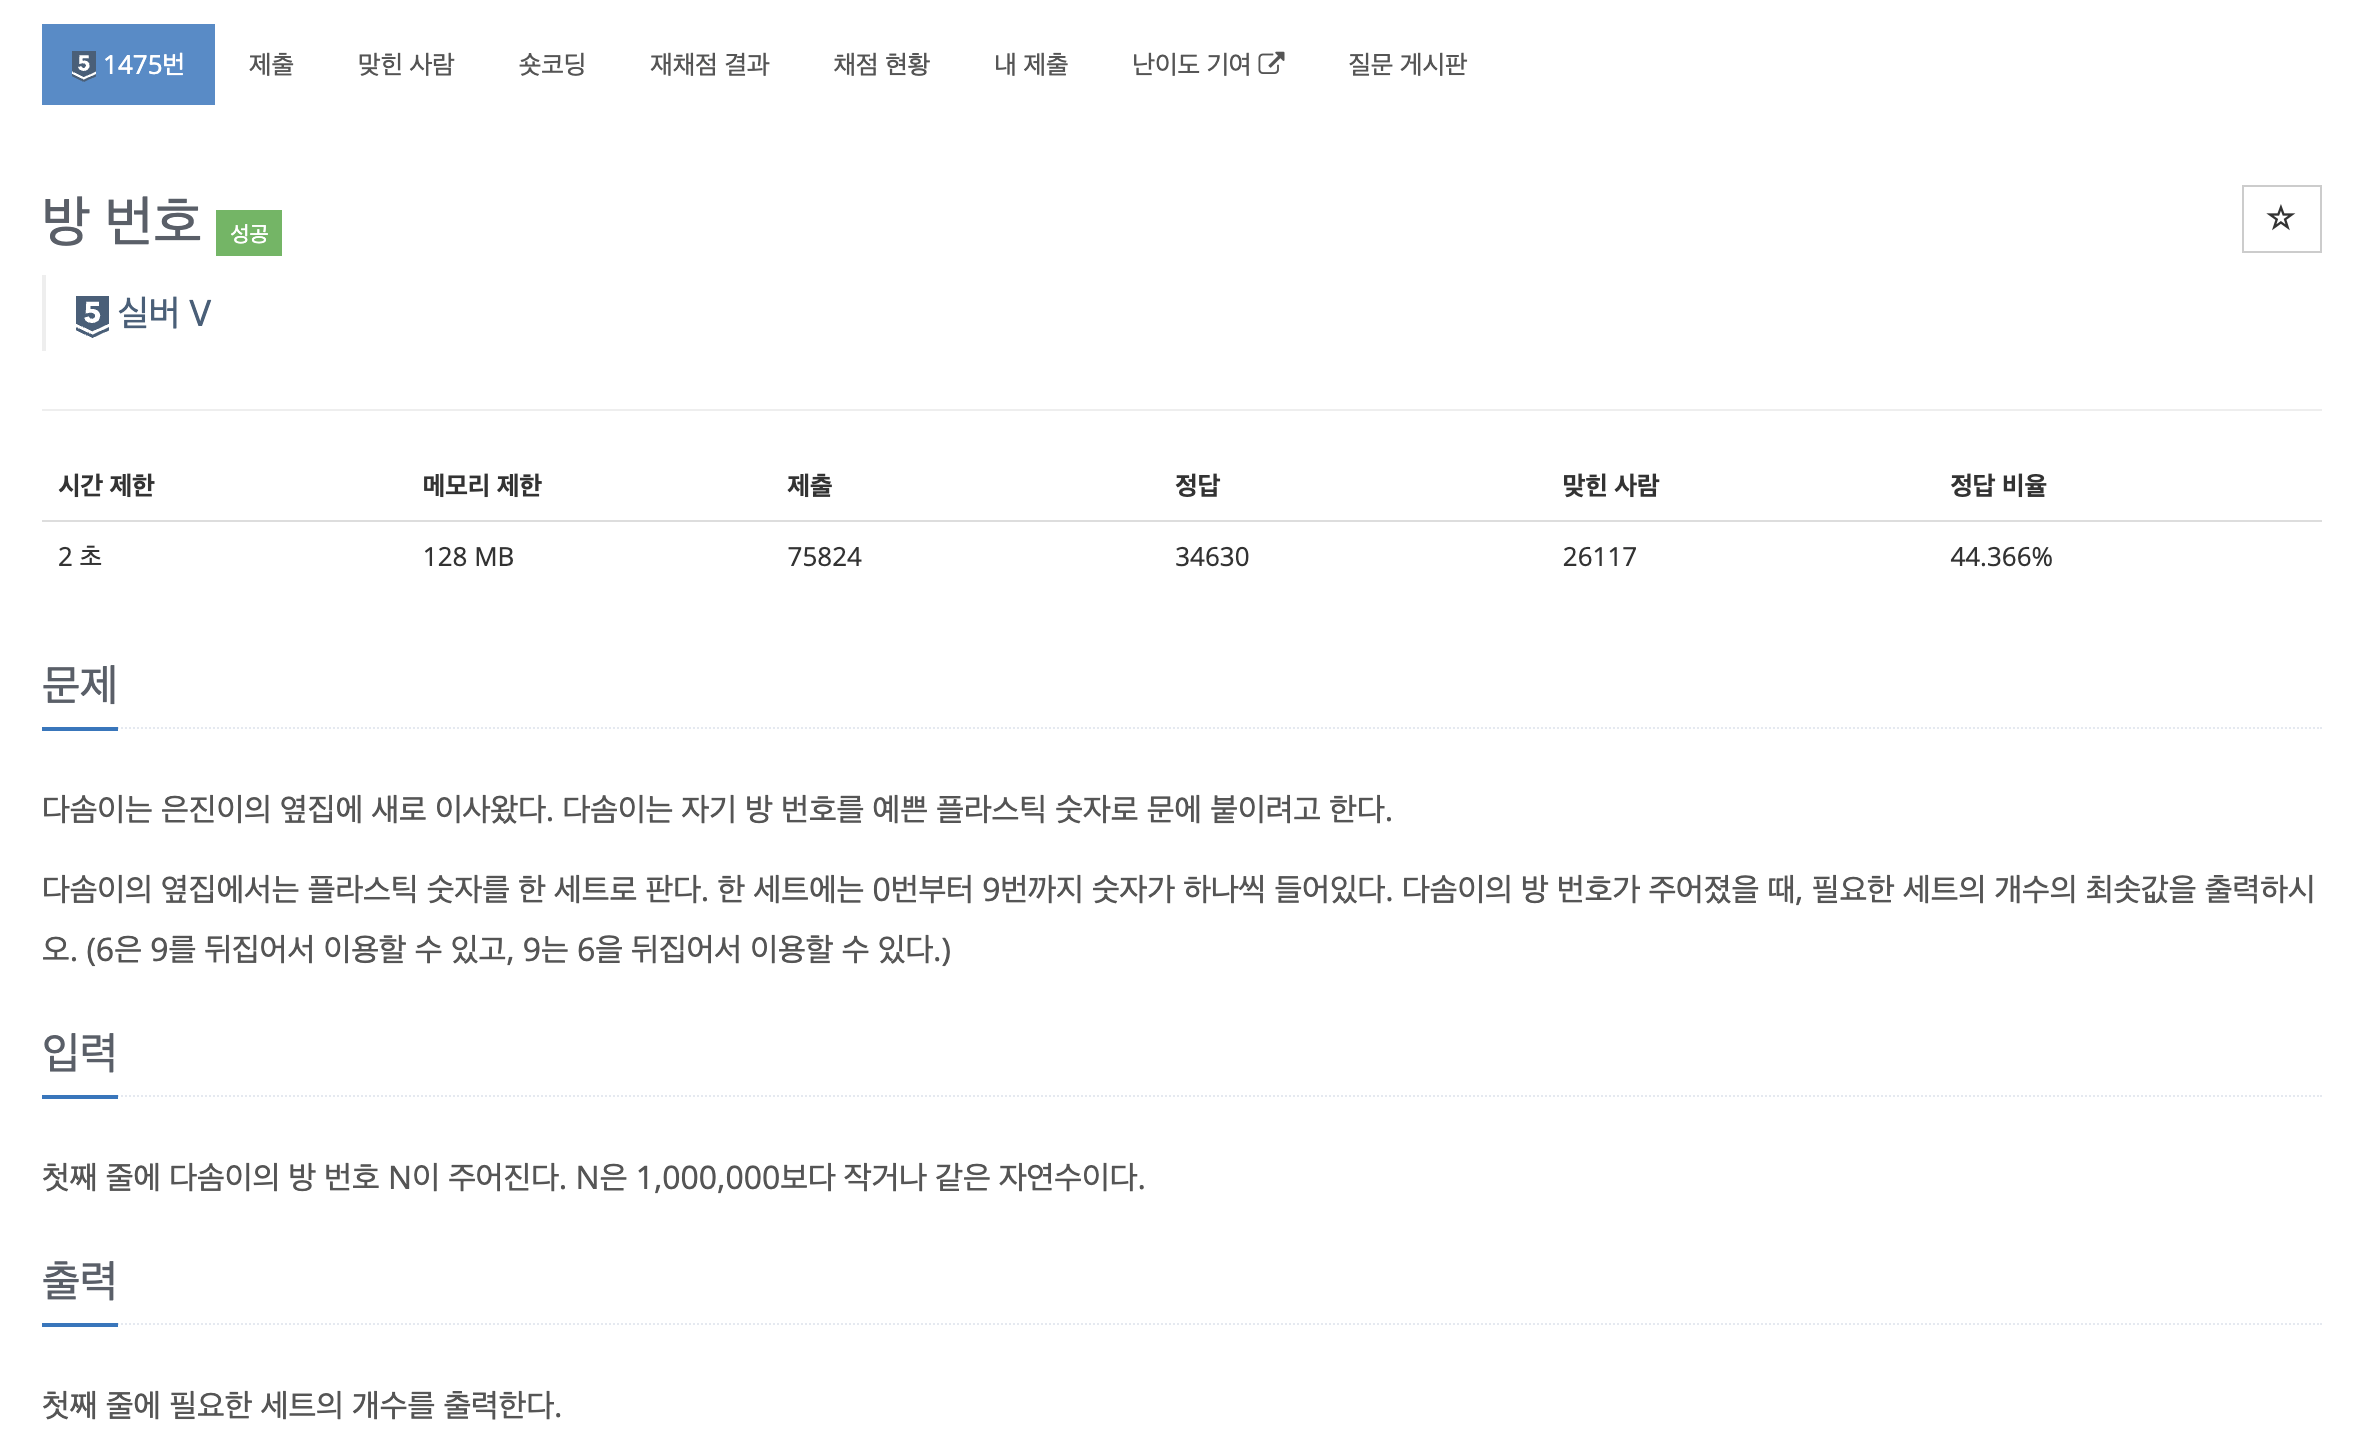 5 1475번 제출 맞힌 사람 숏코딩 재채점 결과 채점 현황 내 제출 난이도 기여 질문 게시판
방 번호 성공
5 실버 V
시간 제한 메모리 제한 제출 정답 맞힌 사람 정답 비율
2 초 128 MB 75824 34630 26117 44.366%
문제
다솜이는 은진이의 옆집에 새로 이사왔다. 다솜이는 자기 방 번호를 예쁜 플라스틱 숫자로 문에 붙이려고 한다.
다솜이의 옆집에서는 플라스틱 숫자를 한 세트로 판다. 한 세트에는 0번부터 9번까지 숫자가 하나씩 들어있다. 다솜이의 방 번호가 주어졌을 때, 필요한 세트의 개수의 최솟값을 출력하시
오. (6은 9를 뒤집어서 이용할 수 있고, 9는 6을 뒤집어서 이용할 수 있다.)
입력
첫째 줄에 다솜이의 방 번호 N이 주어진다. N은 1,000,000보다 작거나 같은 자연수이다.
출력
첫째 줄에 필요한 세트의 개수를 출력한다.